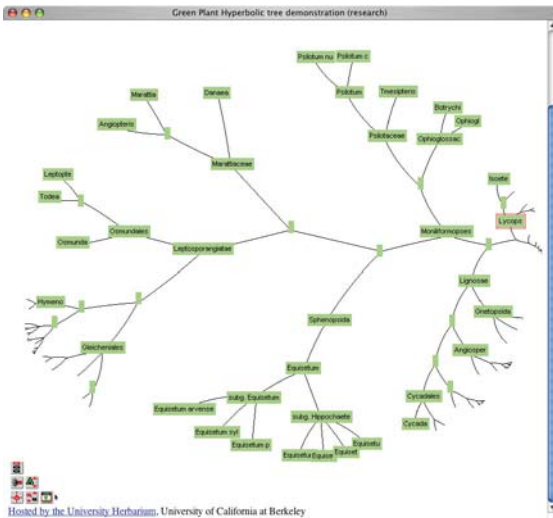 Green Plant Hyperbolic tree demonstration (research)
Psilotum nu
Psilotum c
Marattia
Danaea
Psilotum
Tmesipteris
Angiopteris
Botrychi
Ophiogl
Psilotaceae
Ophioglossac
Marattiaceae
Leptopte
Isoete
Todea
Lycops
Osmundales
Moniliformopses
Osmunda
Leptosporangiatae
Lignosae
Hymeno
Gnetopsida
Sphenopsida
Gleicheniales
Angiosper
Equisetum
subg. Equisetum
Cycadales
Equisetum arvense
subg. Hippochaete
Cycada
Equisetum syl
Equisetum p
Equisetu
Equisetu
Equise
Equiset
Hosted by the University Herbarium, University of California at Berkeley